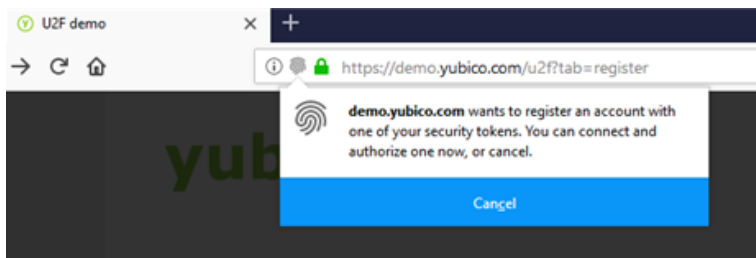 U2F demo
https://demo.yubico.com/u2f?tab=register
demo.yubico.com wants to register an account with
one of your security tokens. You can connect and
authorize one now, or cancel.
yub
Cancel